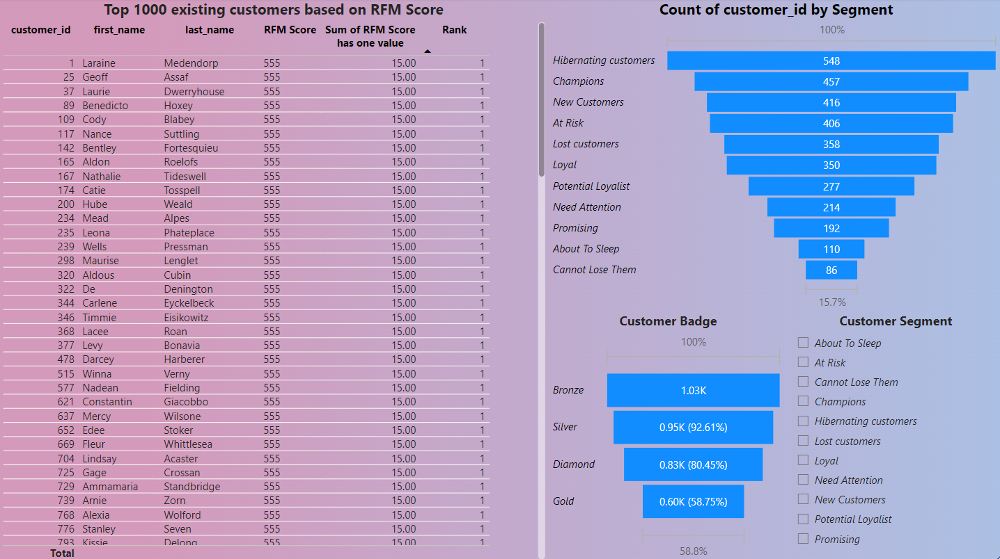 Top 1000 existing customers based on RFM Score
customer_id first_name last_name RFM Score Sum of RFM Score has one value Rank
1 Laraine Medendorp 555 15.00 1
25 Geoff Assaf 555 15.00 1
37 Laurie Dwerryhouse 555 15.00 1
89 Benedicto Hoxey 555 15.00 1
109 Cody Blabey 555 15.00 1
117 Nance Suttling 555 15.00 1
142 Bentley Fortesquieu 555 15.00 1
165 Aldon Roelofs 555 15.00 1
167 Nathalie Tideswell 555 15.00 1
174 Catie Tosspell 555 15.00 1
200 Hube Weald 555 15.00 1
234 Mead Alpes 555 15.00 1
235 Leona Phateplace 555 15.00 1
239 Wells Pressman 555 15.00 1
298 Maurise Lenglet 555 15.00 1
320 Aldous Cubin 555 15.00 1
322 De Denington 555 15.00 1
344 Carlene Eyckelbeck 555 15.00 1
346 Timmie Eisikowitz 555 15.00 1
368 Lacee Roan 555 15.00 1
377 Levy Bonavia 555 15.00 1
478 Darcey Harberer 555 15.00 1
515 Winna Verny 555 15.00 1
577 Nadean Fielding 555 15.00 1
621 Constantin Giacobbo 555 15.00 1
637 Mercy Wilsone 555 15.00 1
652 Edee Stoker 555 15.00 1
669 Fleur Whittlesea 555 15.00 1
704 Lindsay Acaster 555 15.00 1
725 Gage Crossan 555 15.00 1
729 Ammamaria Standbridge 555 15.00 1
739 Arnie Zorn 555 15.00 1
768 Alexia Wolford 555 15.00 1
776 Stanley Seven 555 15.00 1
793 Kissie Delong 555 15.00 1
Total
Count of customer_id by Segment
100%
Hibernating customers 548
Champions 457
New Customers 416
At Risk 406
Lost customers 358
Loyal 350
Potential Loyalist 277
Need Attention 214
Promising 192
About To Sleep 110
Cannot Lose Them 86
15.7%
Customer Badge
100%
Bronze 1.03K
Silver 0.95K (92.61%)
Diamond 0.83K (80.45%)
Gold 0.60K (58.75%)
58.8%
Customer Segment
About To Sleep
At Risk
Cannot Lose Them
Champions
Hibernating customers
Lost customers
Loyal
Need Attention
New Customers
Potential Loyalist
Promising